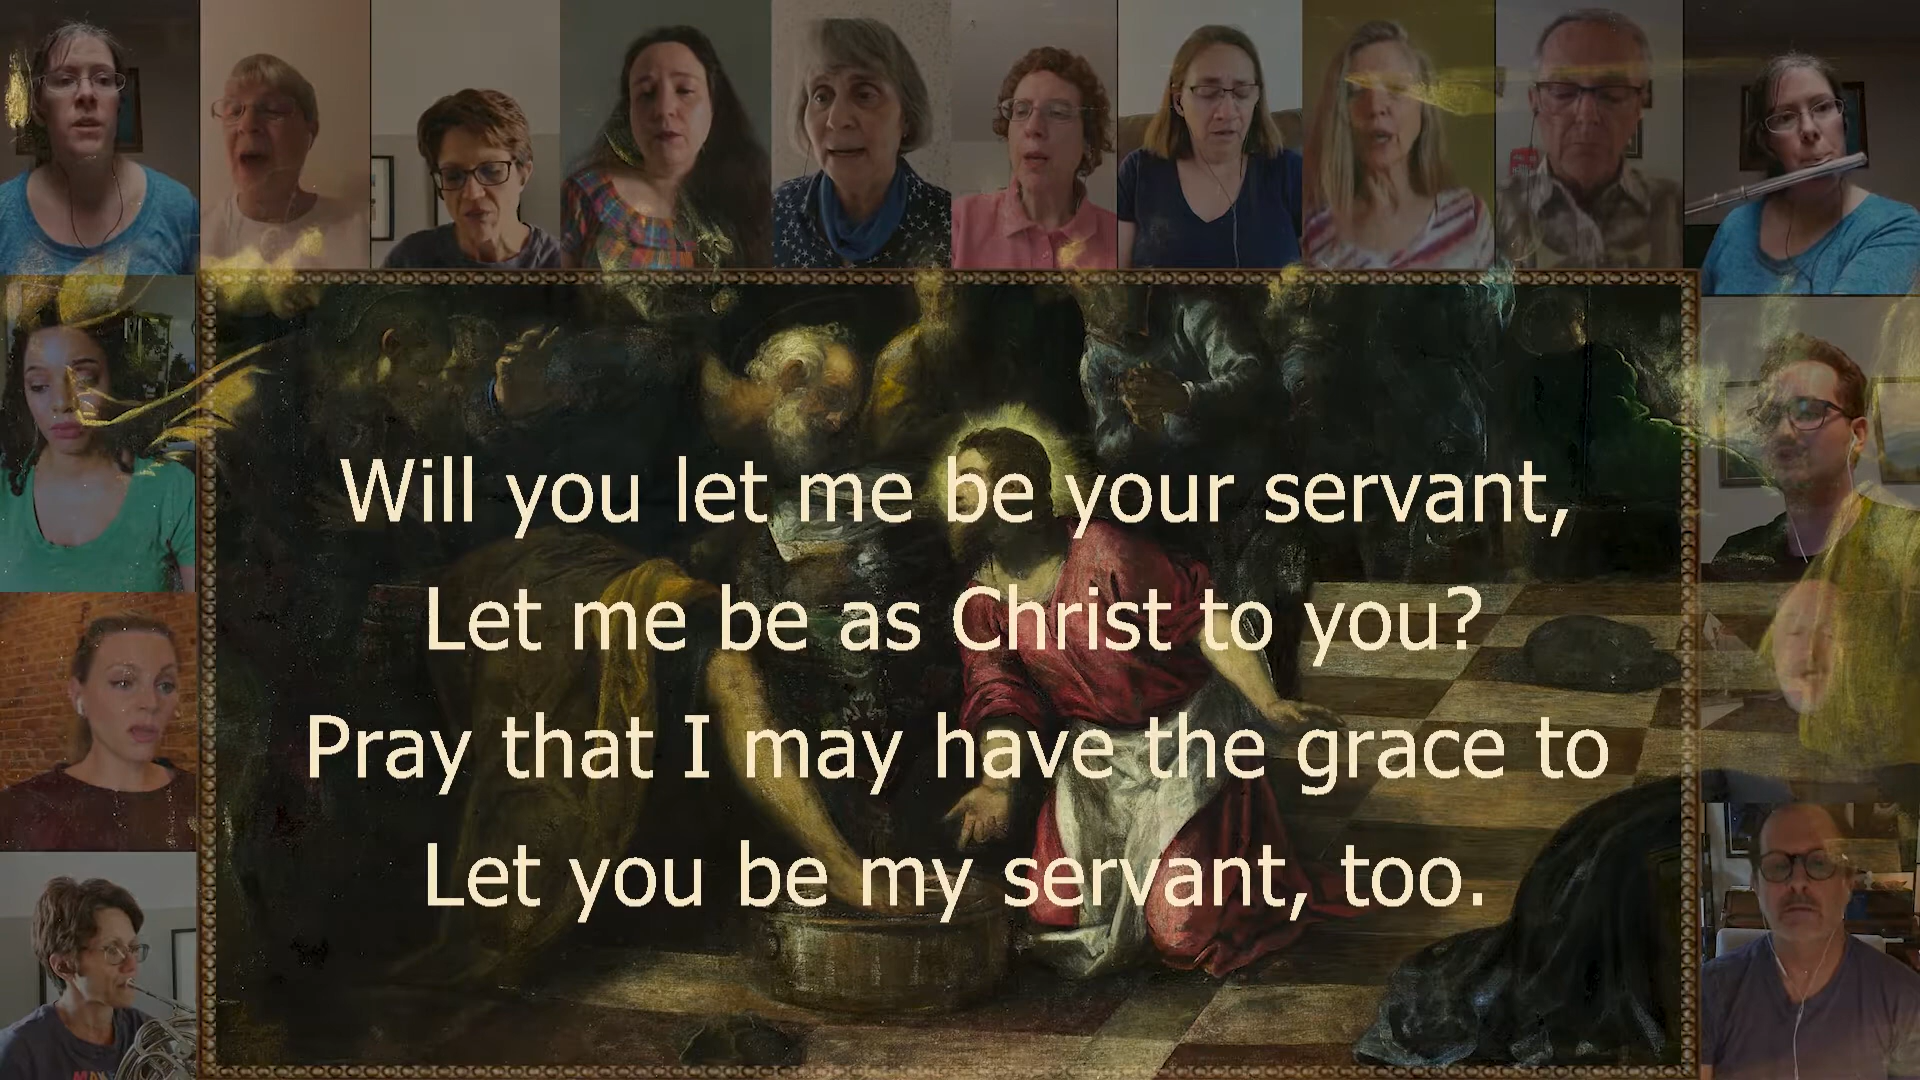 Will you let me be your servant,
Let me be as Christ to you?
Pray that I may have the grace to
Let you be my servant, too.